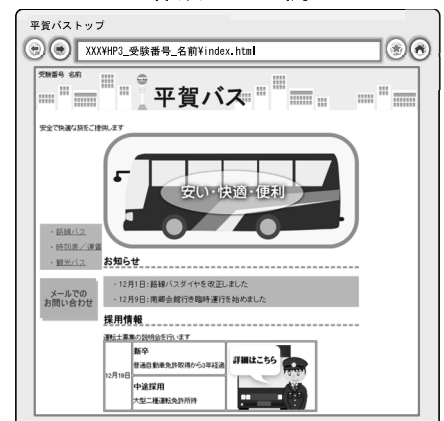 平賀バストップ
XXX¥HP3_受験番号_名前¥index.html
受験番号 名前
平賀バス
安全で快適な旅をご提供します
安い・快適・便利
・路線バス
・時刻表／運賃
・観光バス
メールでの
お問い合わせ
お知らせ
・12月1日:路線バスダイヤを改正しました
・12月9日:南郷会館行き臨時運行を始めました
採用情報
運転士募集の説明会を行います
12月19日
新卒
普通自動車免許取得から3年経過
中途採用
大型二種運転免許所持
詳細はこちら